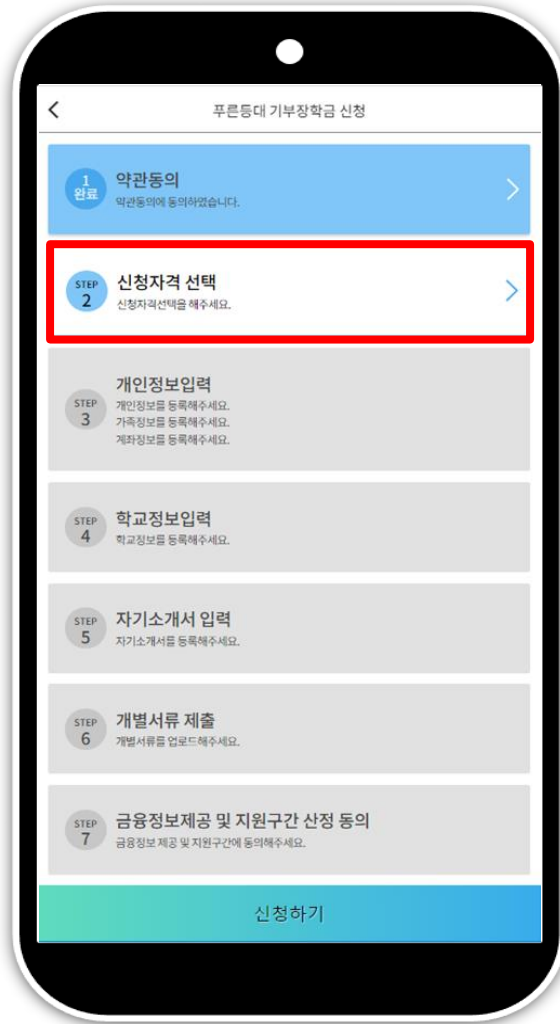 푸른등대 기부장학금 신청
1
완료
약관동의
약관동의에 동의하였습니다.
STEP
2
신청자격 선택
신청자격선택을 해주세요.
STEP
3
개인정보입력
개인정보를 등록해주세요.
가족정보를 등록해주세요.
계좌정보를 등록해주세요.
STEP
4
학교정보입력
학교정보를 등록해주세요.
STEP
5
자기소개서 입력
자기소개서를 등록해주세요.
STEP
6
개별서류 제출
개별서류를 업로드해주세요.
STEP
7
금융정보제공 및 지원구간 산정 동의
금융정보 제공 및 지원구간에 동의해주세요.
신청하기